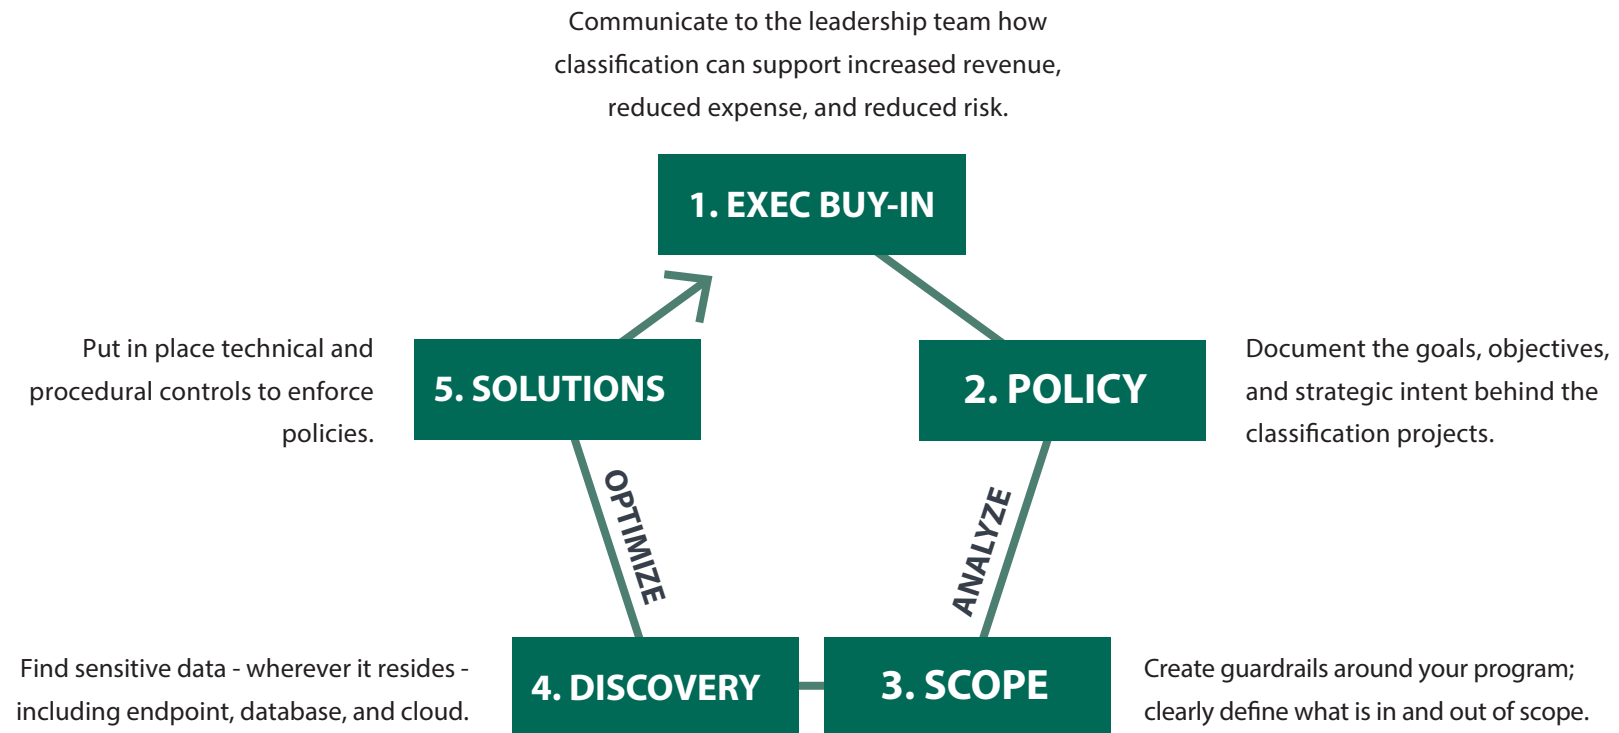 Communicate to the leadership team how
classification can support increased revenue,
reduced expense, and reduced risk.
1. EXEC BUY-IN
Put in place technical and
procedural controls to enforce
policies.
5. SOLUTIONS
2. POLICY
Document the goals, objectives,
and strategic intent behind the
classification projects.
OPTIMIZE
ANALYZE
Find sensitive data - wherever it resides -
including endpoint, database, and cloud.
4. DISCOVERY
3. SCOPE
Create guardrails around your program;
clearly define what is in and out of scope.